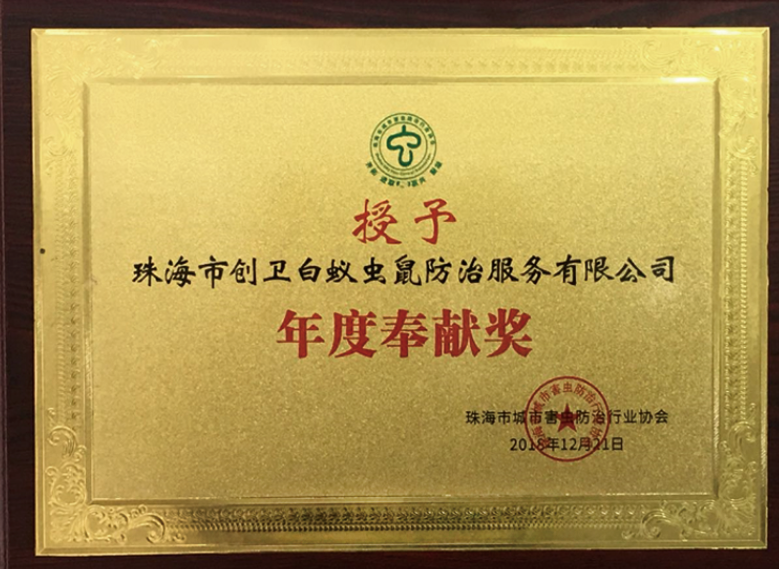 授予
珠海市创卫白蚁虫鼠防治服务有限公司
年度奉献奖
珠海市城市害虫防治行业协会
2018年12月21日